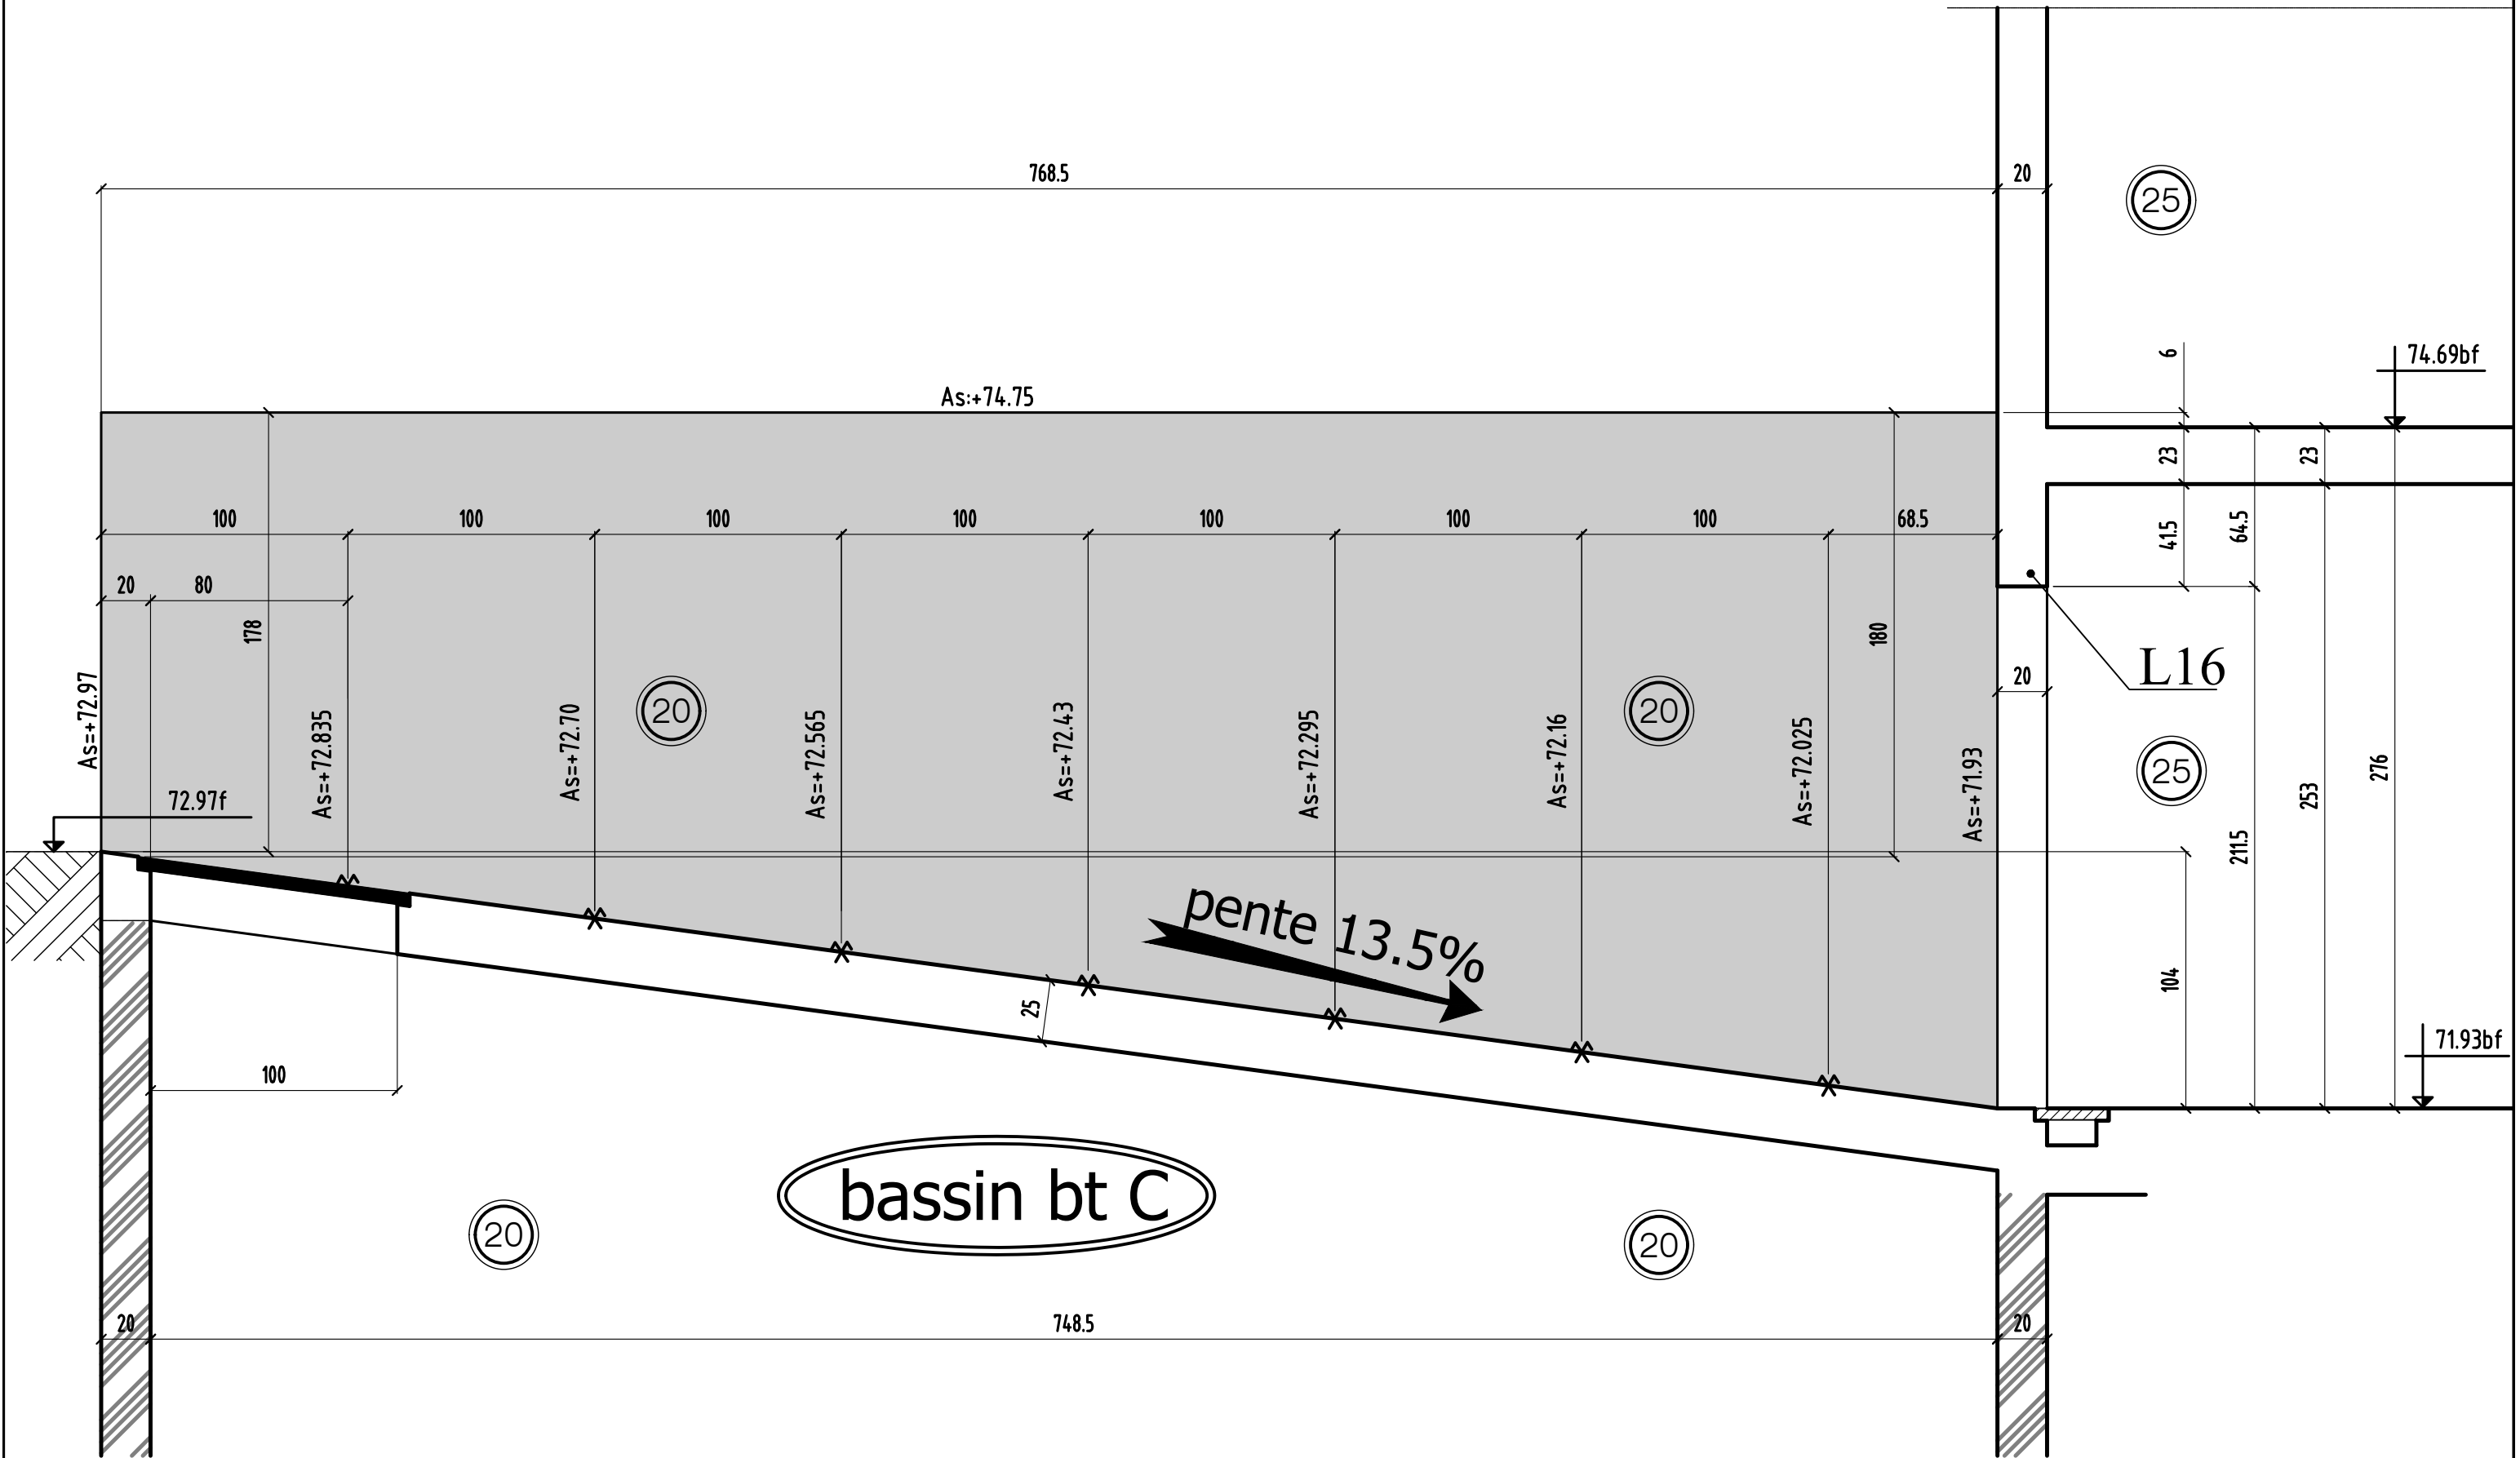 768.5
20
25
6
74.69bf
As:+74.75
23
23
100
100
100
100
100
100
100
68.5
41.5
64.5
20
80
178
180
L16
20
As=+72.97
As=+72.835
As=+72.70
20
As=+72.565
As=+72.43
As=+72.295
20
As=+72.16
As=+72.025
As=+71.93
25
276
253
211.5
72.97f
pente 13.5%
104
25
71.93bf
100
bassin bt C
20
20
20
748.5
20